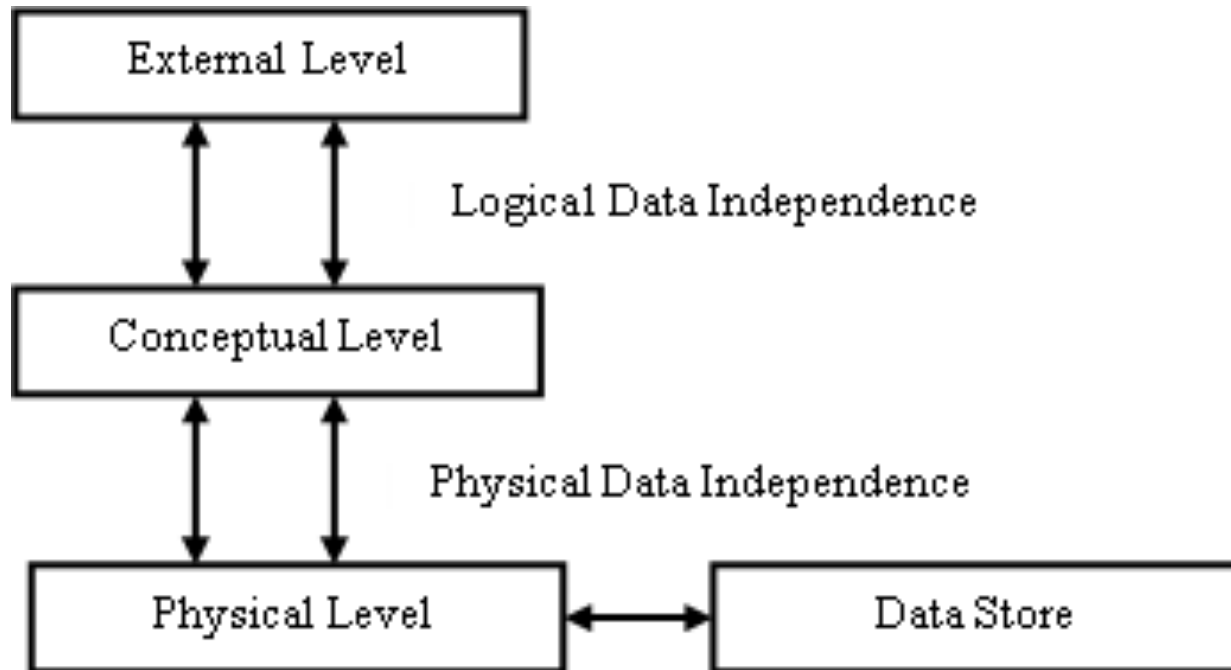 External Level
Logical Data Independence
Conceptual Level
Physical Data Independence
Physical Level
Data Store